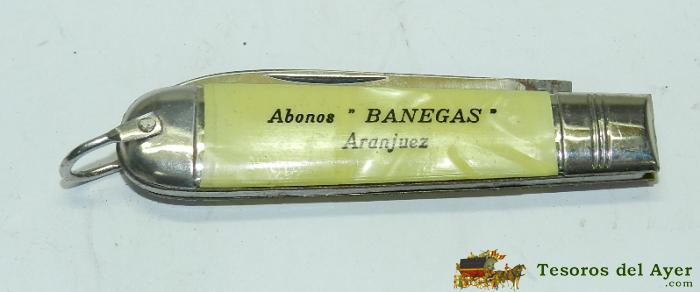 Abonos " BANEGAS "
Aranjuez
Tesoros del Ayer
.com